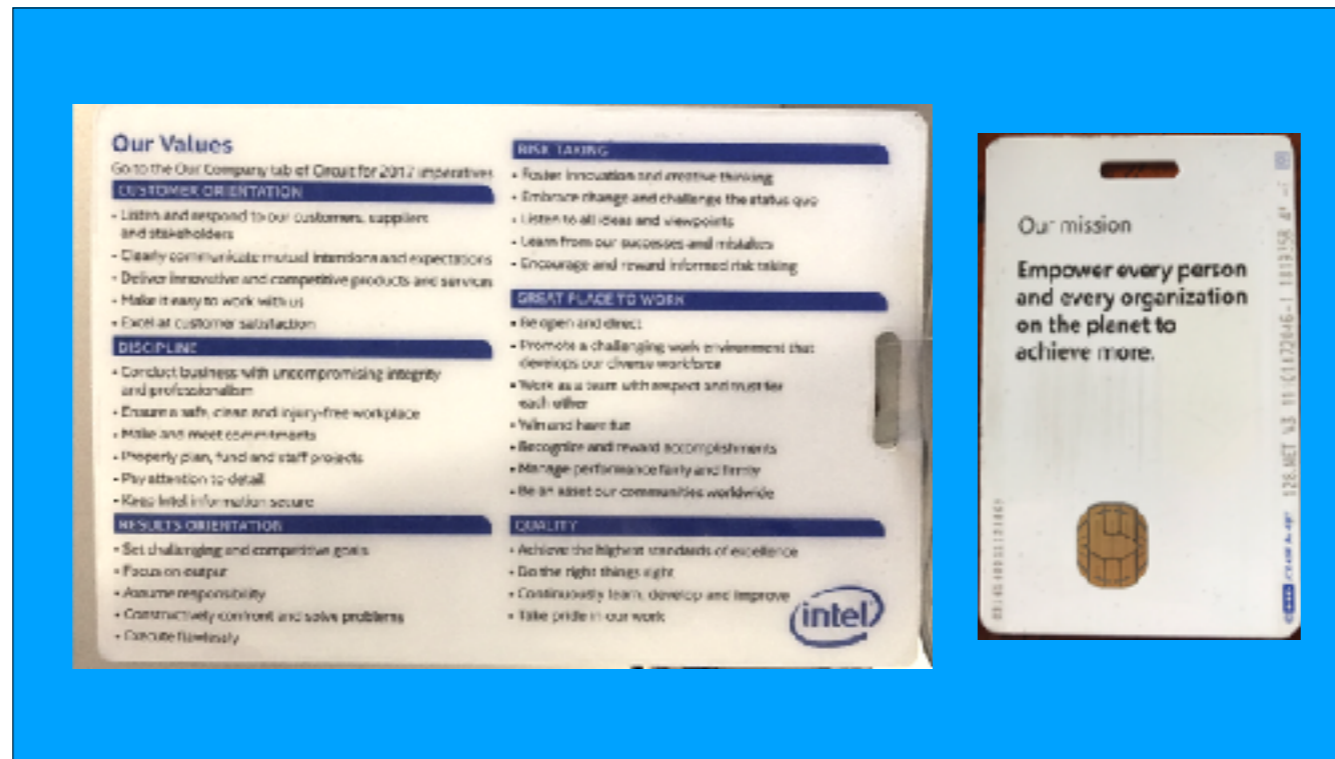 Our Values
Go to the Our Company tab of Circuit for 2017 imperatives
CUSTOMER ORIENTATION
• Listen and respond to our customers, suppliers
and stakeholders
• Clearly communicate mutual intentions and expectations
• Deliver innovative and competitive products and services
• Make it easy to work with us
• Excel at customer satisfaction
DISCIPLINE
• Conduct business with uncompromising integrity
and professionalism
• Ensure a safe, clean and injury-free workplace
• Make and meet commitments
• Properly plan, fund and staff projects
• Pay attention to detail
• Keep Intel information secure
RESULTS ORIENTATION
• Set challenging and competitive goals
• Focus on output
• Assume responsibility
• Constructively confront and solve problems
• Execute flawlessly
RISK TAKING
• Foster innovation and creative thinking
• Embrace change and challenge the status quo
• Listen to all ideas and viewpoints
• Learn from our successes and mistakes
• Encourage and reward informed risk taking
GREAT PLACE TO WORK
• Be open and direct
• Promote a challenging work environment that
develops our diverse workforce
• Work as a team with respect and trust for
each other
• Win and have fun
• Recognize and reward accomplishments
• Manage performance fairly and firmly
• Be an asset our communities worldwide
QUALITY
• Achieve the highest standards of excellence
• Do the right things right
• Continuously learn, develop and improve
• Take pride in our work
intel
Our mission
Empower every person
and every organization
on the planet to
achieve more.